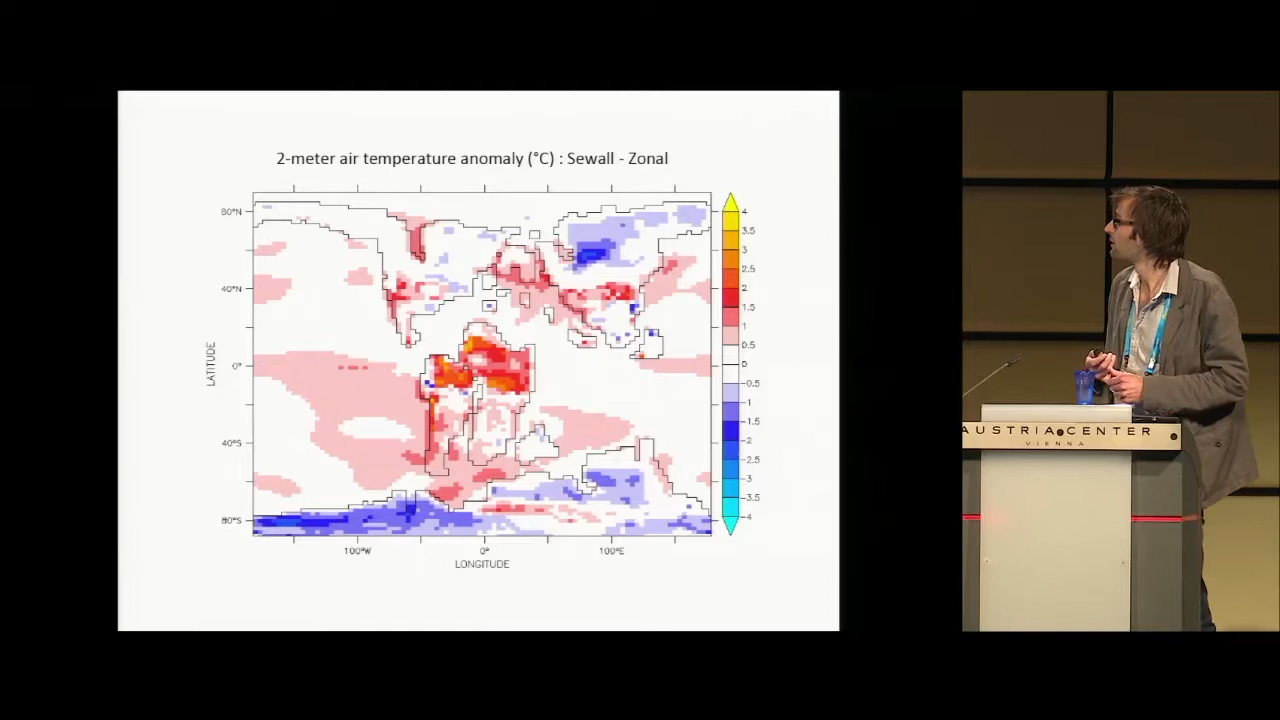 2-meter air temperature anomaly (°C) : Sewall - Zonal
80°N
40°N
0°
40°S
80°S
LATITUDE
100°W
0°
100°E
LONGITUDE
4
3.5
3
2.5
2
1.5
1
0.5
0
-0.5
-1
-1.5
-2
-2.5
-3
-3.5
-4
AUSTRIA CENTER
VIENNA